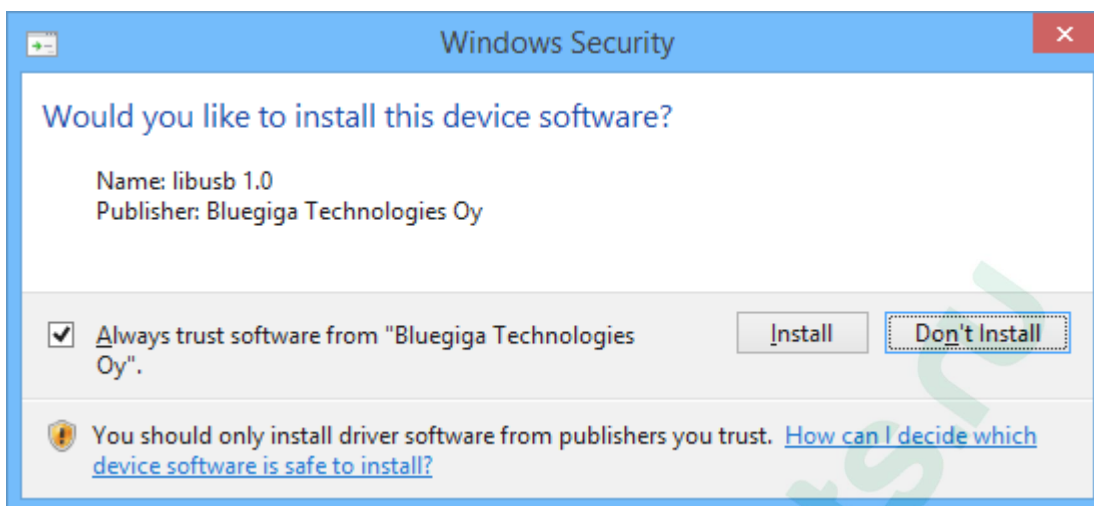 Windows Security
Would you like to install this device software?
Name: libusb 1.0
Publisher: Bluegiga Technologies Oy
Always trust software from "Bluegiga Technologies
Oy".
Install
Don't Install
You should only install driver software from publishers you trust. How can I decide which
device software is safe to install?